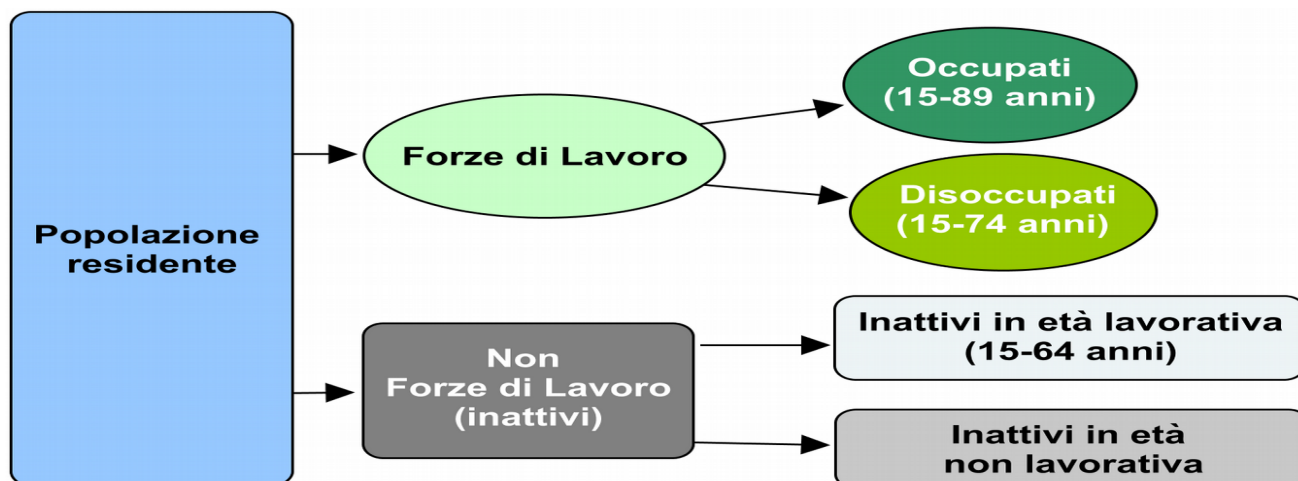 Popolazione
residente
Forze di Lavoro
Occupati
(15-89 anni)
Disoccupati
(15-74 anni)
Non
Forze di Lavoro
(inattivi)
Inattivi in età lavorativa
(15-64 anni)
Inattivi in età
non lavorativa